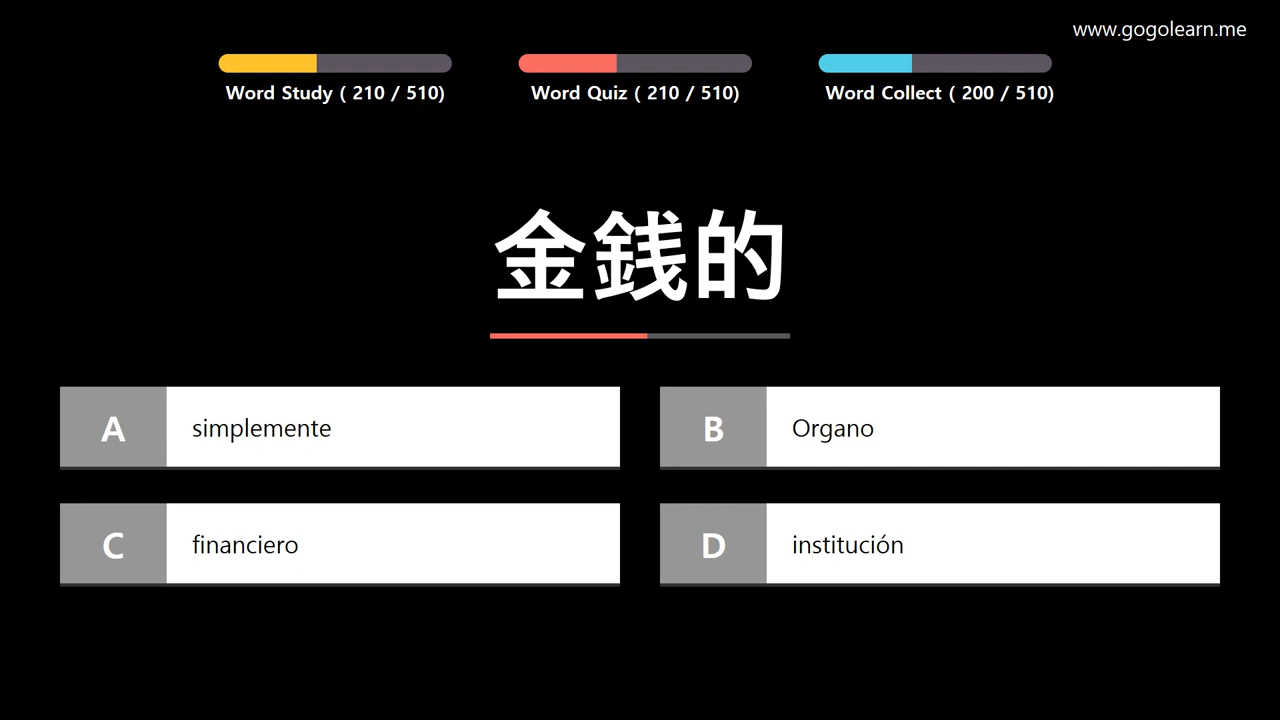 www.gogolearn.me
Word Study ( 210 / 510)
Word Quiz ( 210 / 510)
Word Collect ( 200 / 510)
金銭的
A simplemente
B Organo
C financiero
D institución